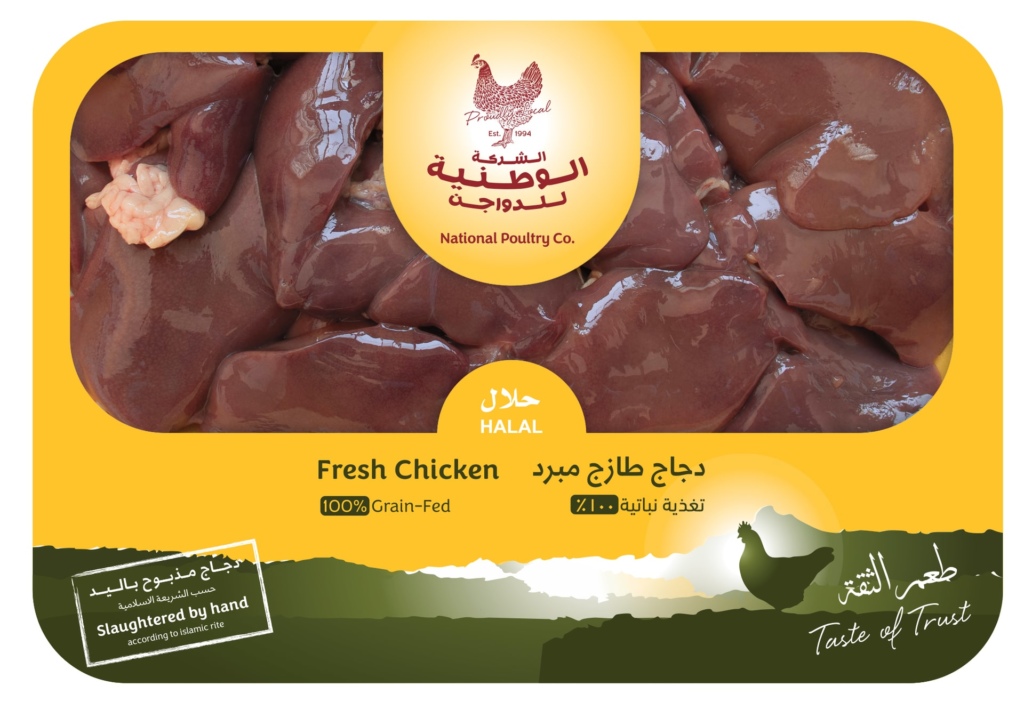 Proudly Local
Est. 1994
الشركة
الوطنية
للدواجن
National Poultry Co.
حلال
HALAL
Fresh Chicken دجاج طازج مبرد
100% Grain-Fed تغذية نباتية ١٠٠٪
دجاج مذبوح باليد
حسب الشريعة الاسلامية
Slaughtered by hand
according to islamic rite
طعم الثقة
Taste of Trust